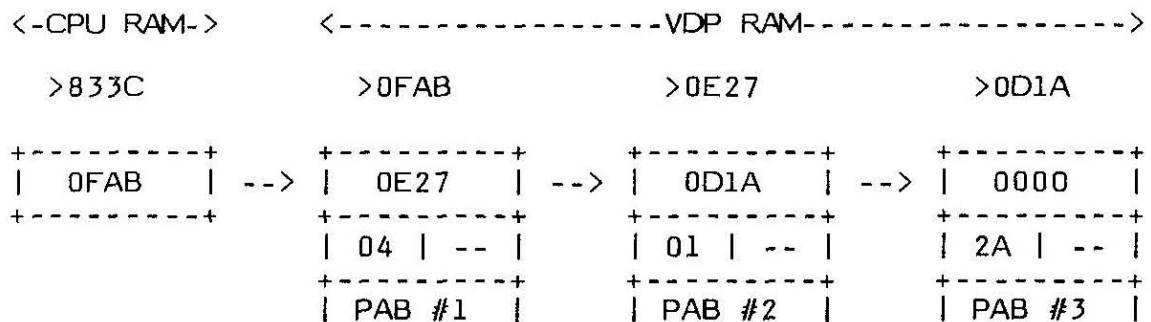 <-CPU RAM-> <------------------VDP RAM------------------>
>833C >0FAB >0E27 >0D1A
+---------+ +---------+ +---------+ +---------+
| 0FAB | --> | 0E27 | --> | 0D1A | --> | 0000 |
+---------+ +---------+ +---------+ +---------+
| 04 | -- | | 01 | -- | | 2A | -- |
+---------+ +---------+ +---------+
| PAB #1 | | PAB #2 | | PAB #3 |